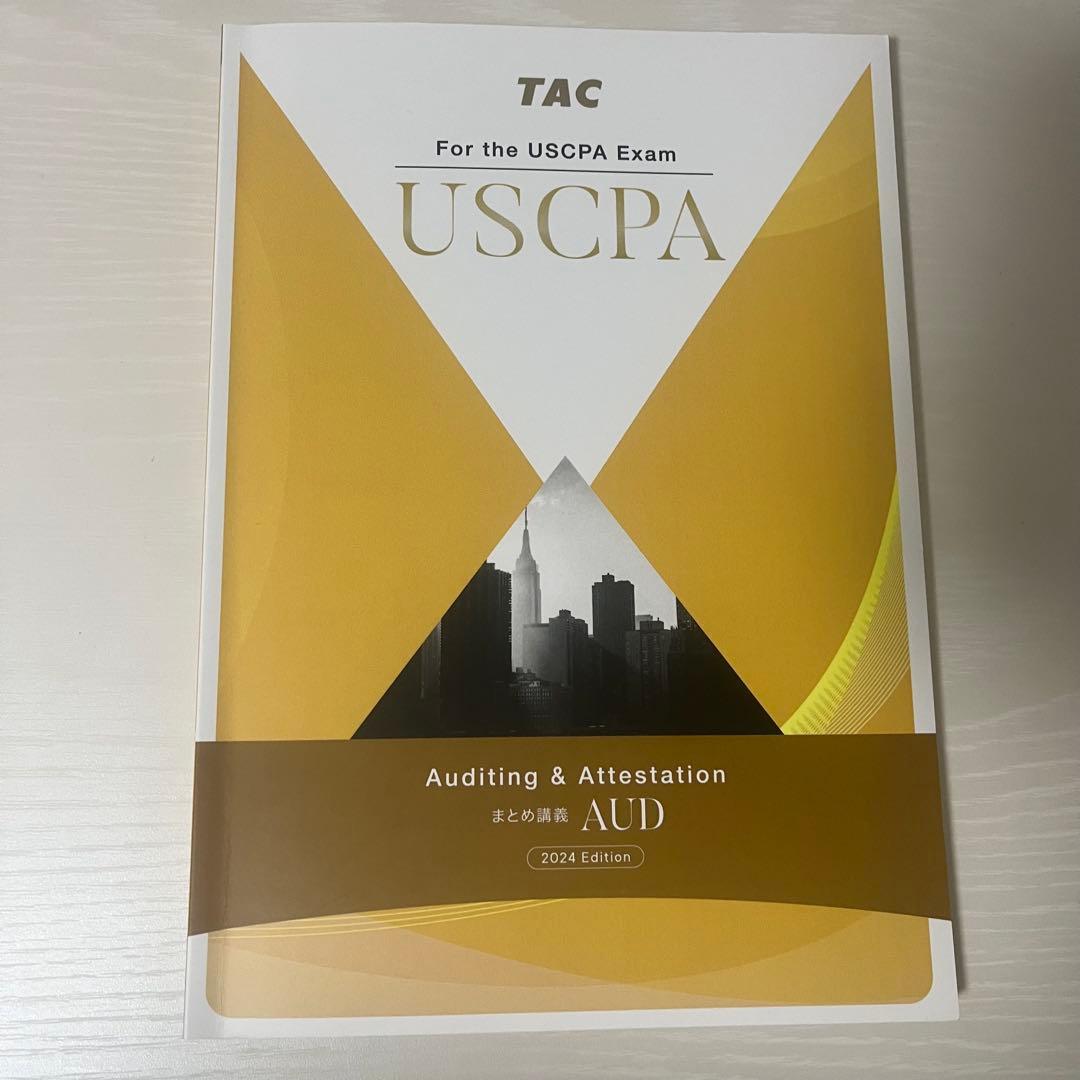 TAC
For the USCPA Exam
USCPA
Auditing & Attestation
まとめ講義 AUD
2024 Edition